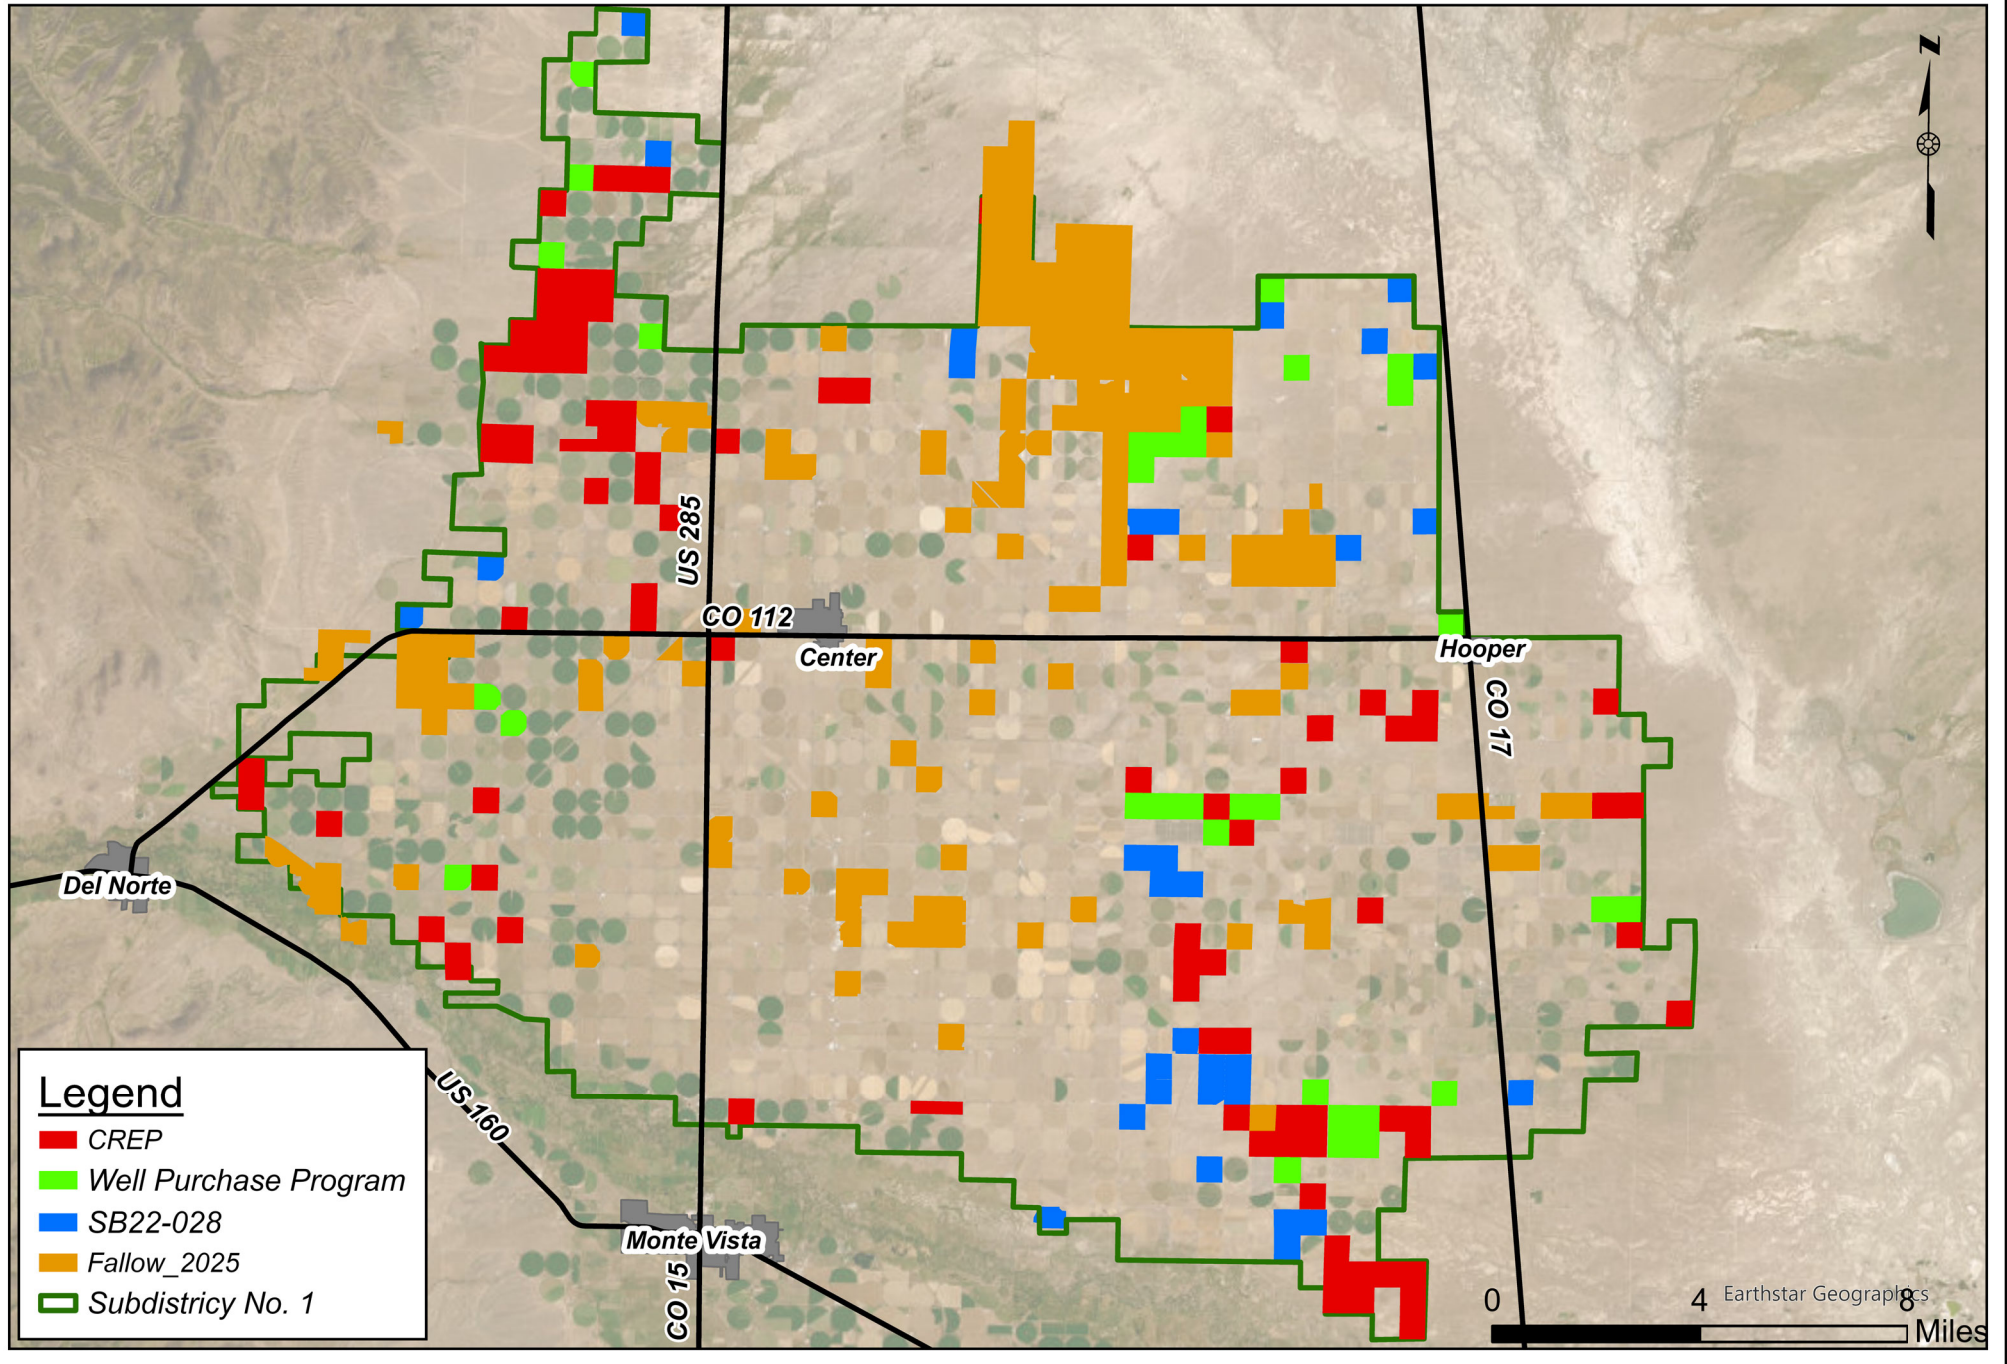 N
US 285
CO 112
Center
Hooper
CO 17
Del Norte
US 160
Monte Vista
CO 15
Legend
CREP
Well Purchase Program
SB22-028
Fallow_2025
Subdistricy No. 1
0 4 8
Miles
Earthstar Geographics